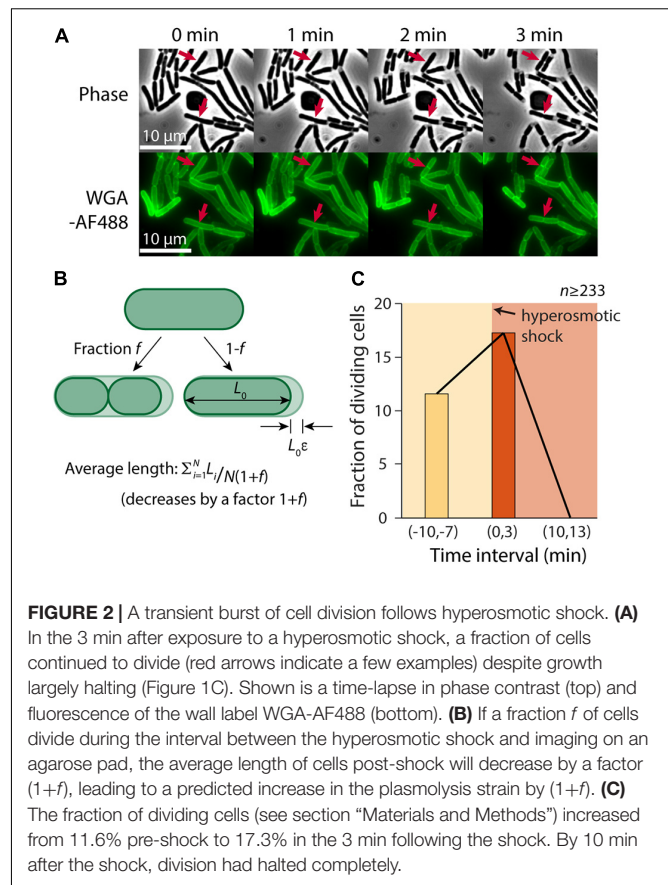 A
0 min 1 min 2 min 3 min
Phase
10 µm
WGA
-AF488
10 µm
B
Fraction f 1-f
L₀
L₀ε
Average length: Σᵢ₌₁ᴺ Lᵢ/N(1+f)
(decreases by a factor 1+f)
C
n≥233
hyperosmotic
shock
Fraction of dividing cells
20
15
10
5
0
(-10,-7) (0,3) (10,13)
Time interval (min)
FIGURE 2 | A transient burst of cell division follows hyperosmotic shock. (A)
In the 3 min after exposure to a hyperosmotic shock, a fraction of cells
continued to divide (red arrows indicate a few examples) despite growth
largely halting (Figure 1C). Shown is a time-lapse in phase contrast (top) and
fluorescence of the wall label WGA-AF488 (bottom). (B) If a fraction f of cells
divide during the interval between the hyperosmotic shock and imaging on an
agarose pad, the average length of cells post-shock will decrease by a factor
(1+f), leading to a predicted increase in the plasmolysis strain by (1+f). (C)
The fraction of dividing cells (see section “Materials and Methods”) increased
from 11.6% pre-shock to 17.3% in the 3 min following the shock. By 10 min
after the shock, division had halted completely.